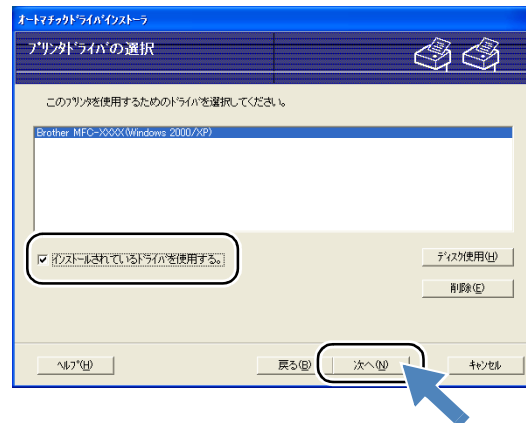 オートマチックドライバインストーラ
プリンタドライバの選択
このプリンタを使用するためのドライバを選択してください。
Brother MFC-XXXX(Windows 2000/XP)
インストールされているドライバを使用する。
ディスク使用(H)
削除(E)
ヘルプ(H)
戻る(B)
次へ(N)
キャンセル